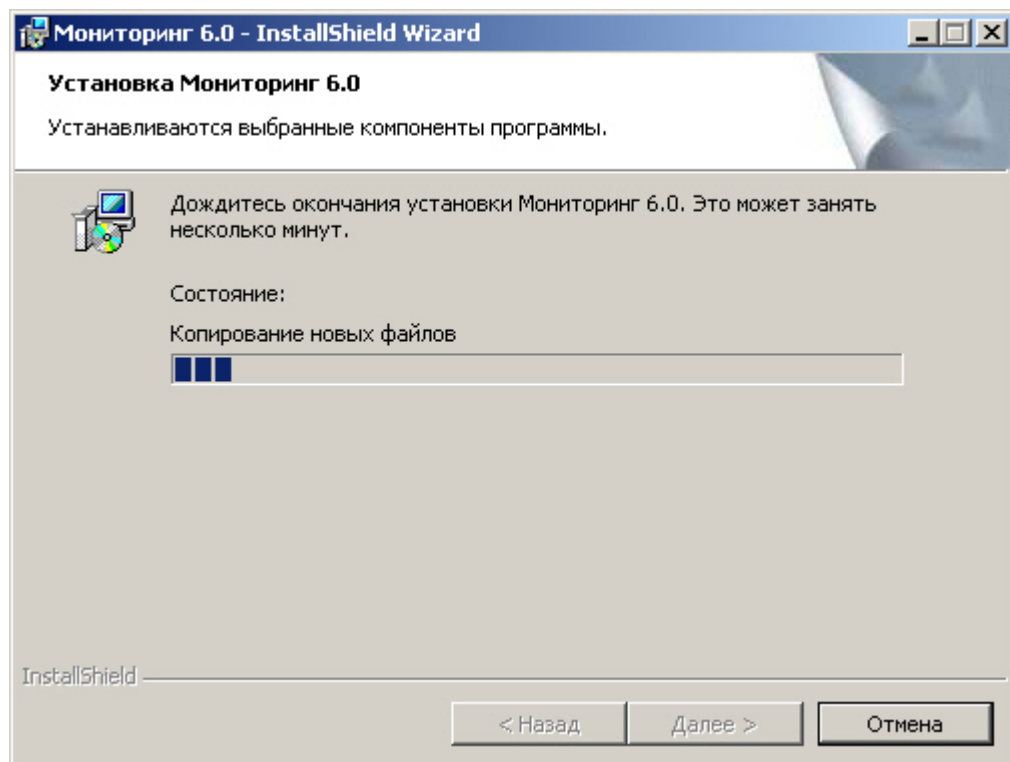 Мониторинг 6.0 - InstallShield Wizard
Установка Мониторинг 6.0
Устанавливаются выбранные компоненты программы.
Дождитесь окончания установки Мониторинг 6.0. Это может занять
несколько минут.
Состояние:
Копирование новых файлов
InstallShield
< Назад
Далее >
Отмена